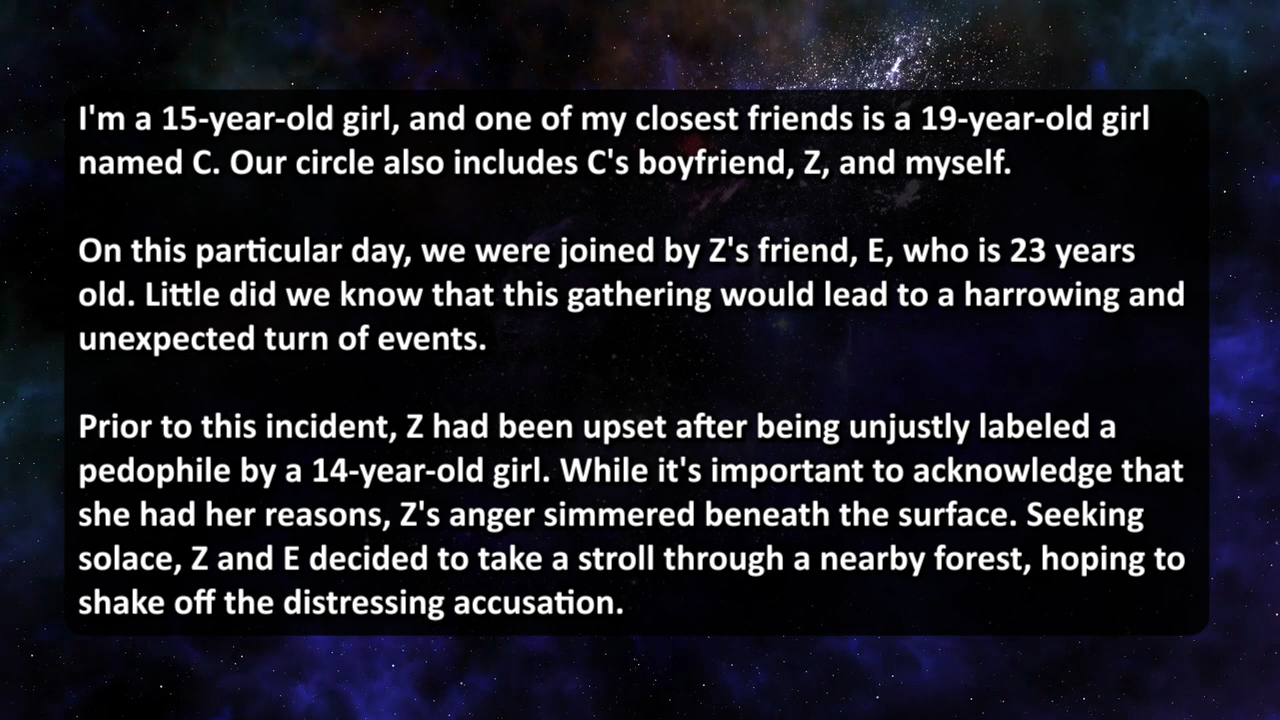 I'm a 15-year-old girl, and one of my closest friends is a 19-year-old girl
named C. Our circle also includes C's boyfriend, Z, and myself.
On this particular day, we were joined by Z's friend, E, who is 23 years
old. Little did we know that this gathering would lead to a harrowing and
unexpected turn of events.
Prior to this incident, Z had been upset after being unjustly labeled a
pedophile by a 14-year-old girl. While it's important to acknowledge that
she had her reasons, Z's anger simmered beneath the surface. Seeking
solace, Z and E decided to take a stroll through a nearby forest, hoping to
shake off the distressing accusation.